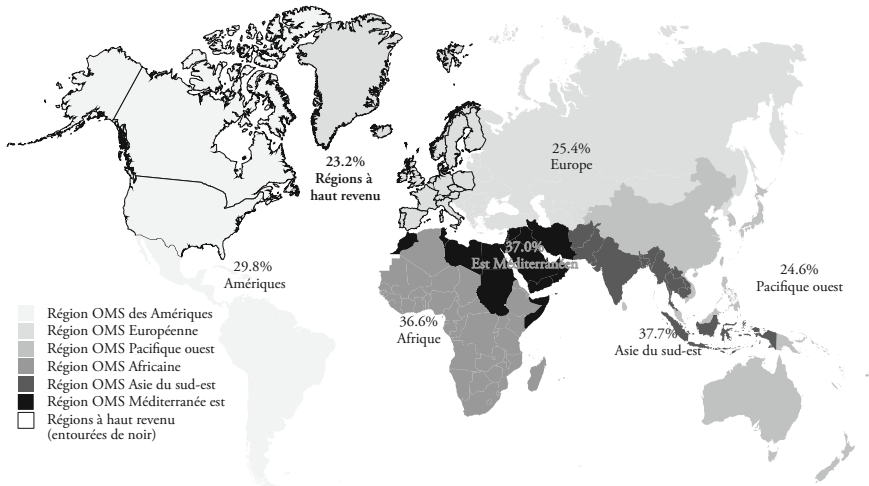 23.2%
Régions à
haut revenu
25.4%
Europe
37.0%
Est Méditerranéen
29.8%
Amériques
24.6%
Pacifique ouest
36.6%
Afrique
37.7%
Asie du sud-est
Région OMS des Amériques
Région OMS Européenne
Région OMS Pacifique ouest
Région OMS Africaine
Région OMS Asie du sud-est
Région OMS Méditerranée est
Régions à haut revenu
(entourées de noir)